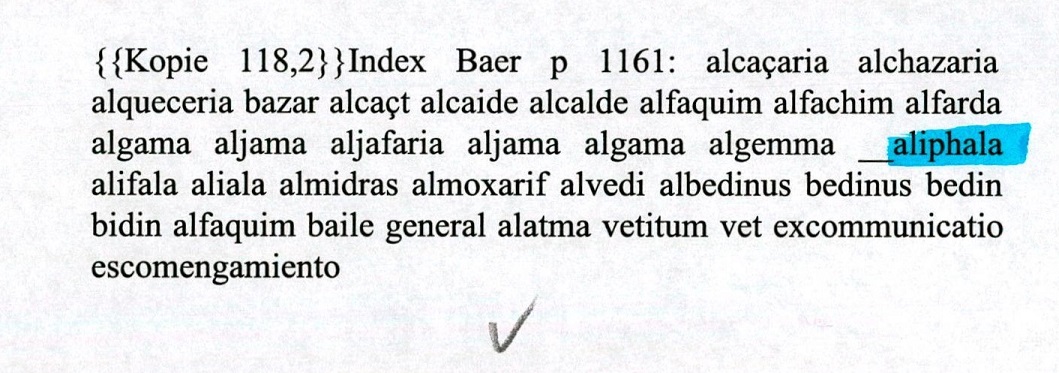 {{Kopie 118,2}}Index Baer p 1161: alcaçaria alchazaria
alqueceria bazar alcaçt alcaide alcalde alfaquim alfachim alfarda
algama aljama aljafaria aljama algama algemma __aliphala
alifala aliala almidras almoxarif alvedi albedinus bedinus bedin
bidin alfaquim baile general alatma vetitum vet excommunicatio
escomengamiento